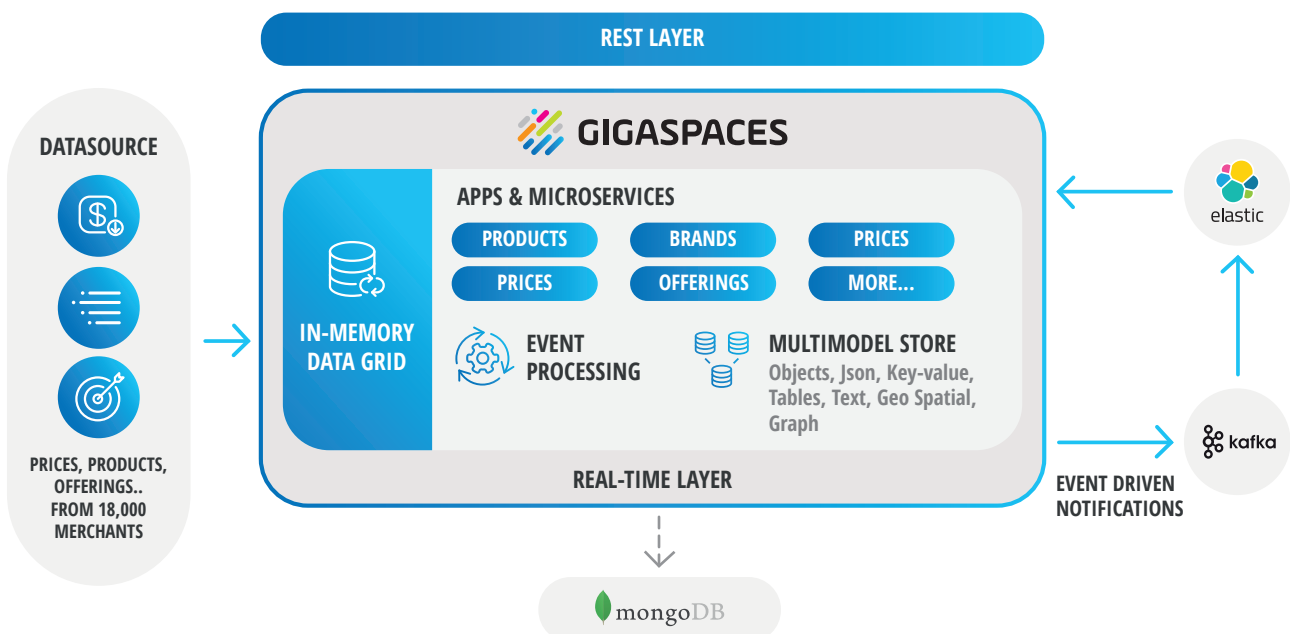 REST LAYER
DATASOURCE
PRICES, PRODUCTS,
OFFERINGS..
FROM 18,000
MERCHANTS
GIGASPACES
IN-MEMORY
DATA GRID
APPS & MICROSERVICES
PRODUCTS
BRANDS
PRICES
PRICES
OFFERINGS
MORE...
EVENT
PROCESSING
MULTIMODEL STORE
Objects, Json, Key-value,
Tables, Text, Geo Spatial,
Graph
REAL-TIME LAYER
elastic
kafka
EVENT DRIVEN
NOTIFICATIONS
mongoDB